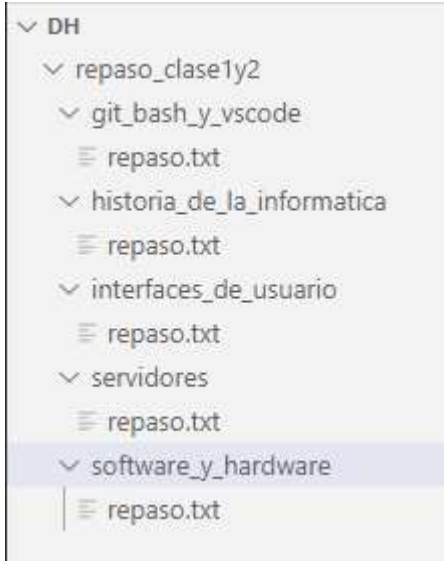 DH
repaso_clase1y2
git_bash_y_vscode
repaso.txt
historia_de_la_informatica
repaso.txt
interfaces_de_usuario
repaso.txt
servidores
repaso.txt
software_y_hardware
repaso.txt